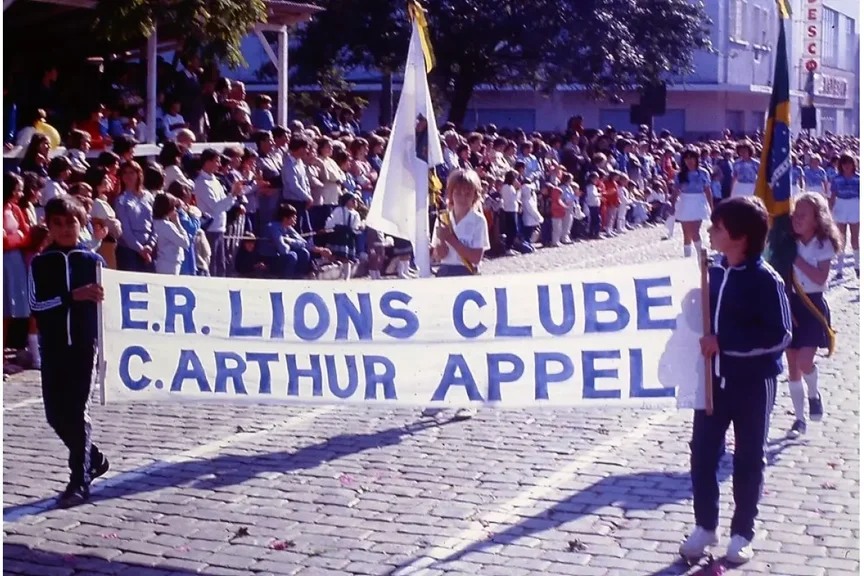 E.R. LIONS CLUBE
C. ARTHUR APPEL